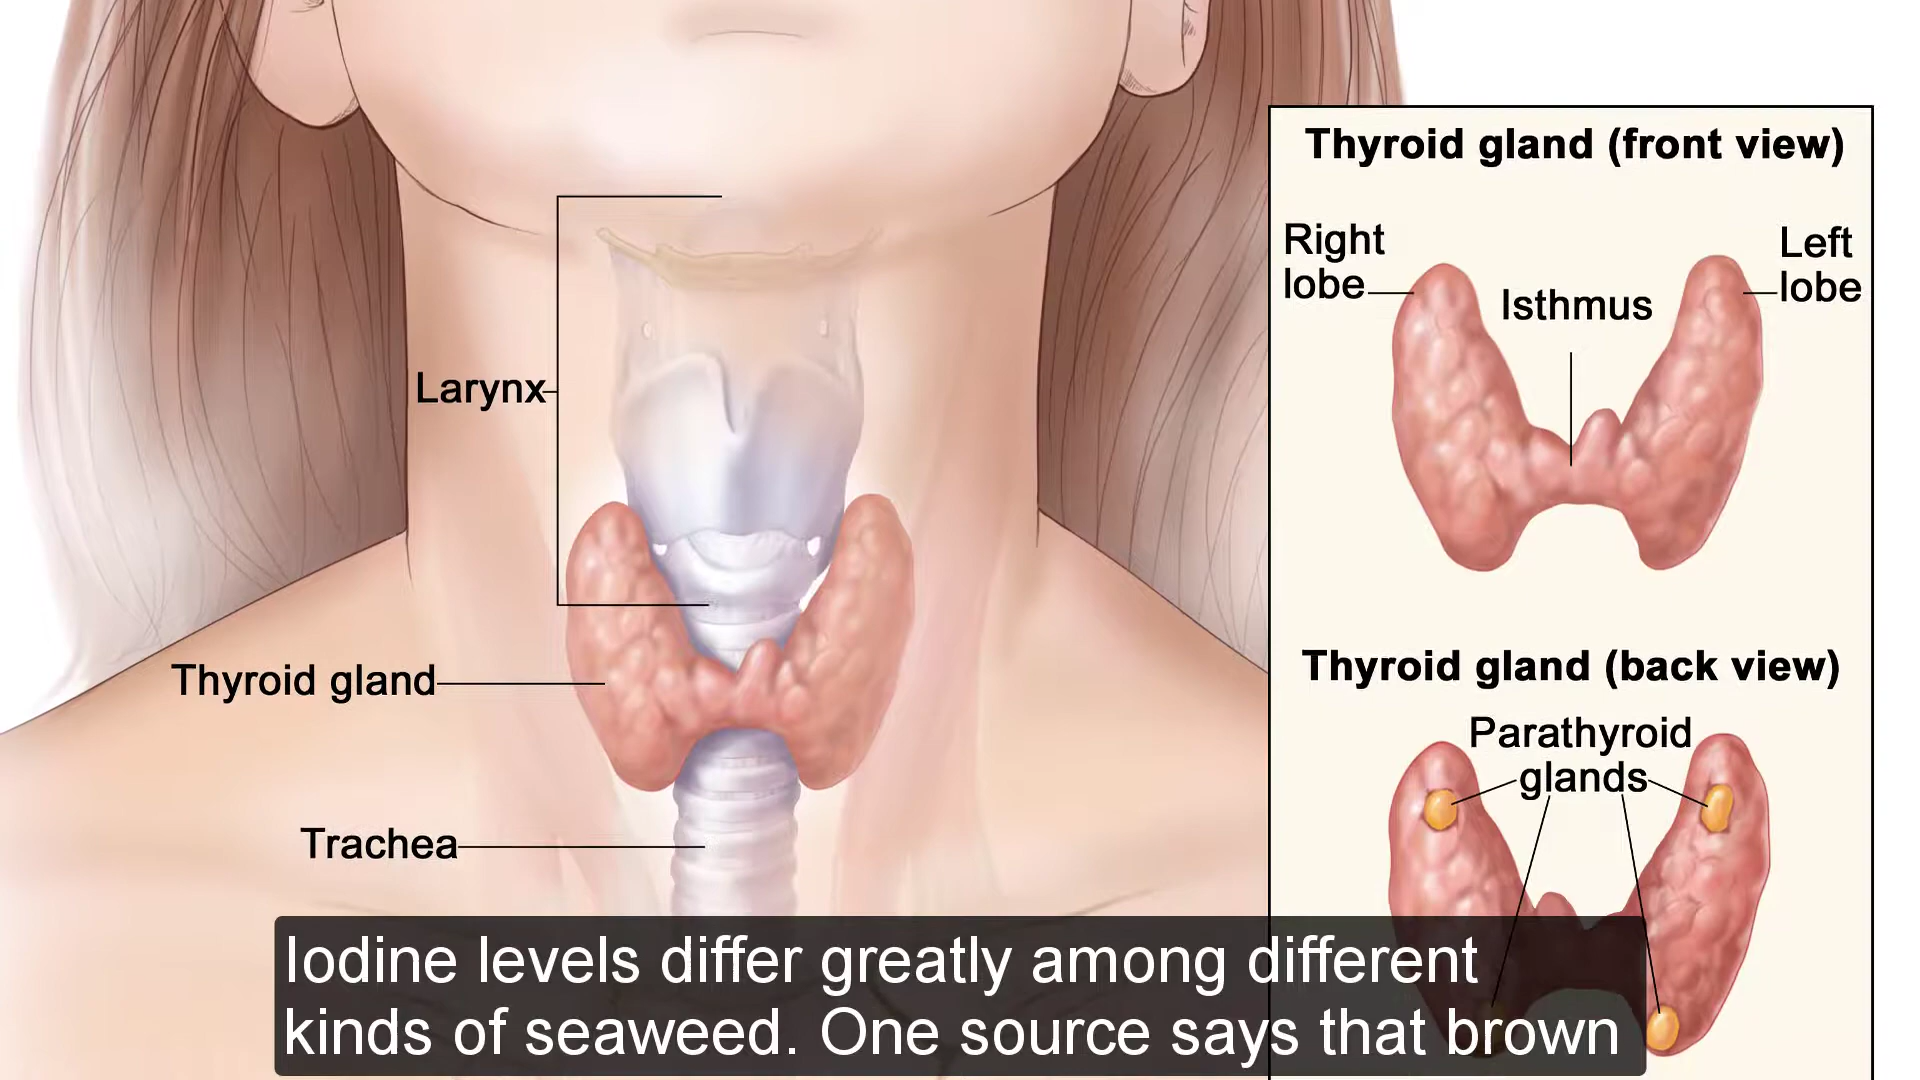 Larynx
Thyroid gland
Trachea
Thyroid gland (front view)
Right
lobe
Isthmus
Left
lobe
Thyroid gland (back view)
Parathyroid
glands
Iodine levels differ greatly among different
kinds of seaweed. One source says that brown